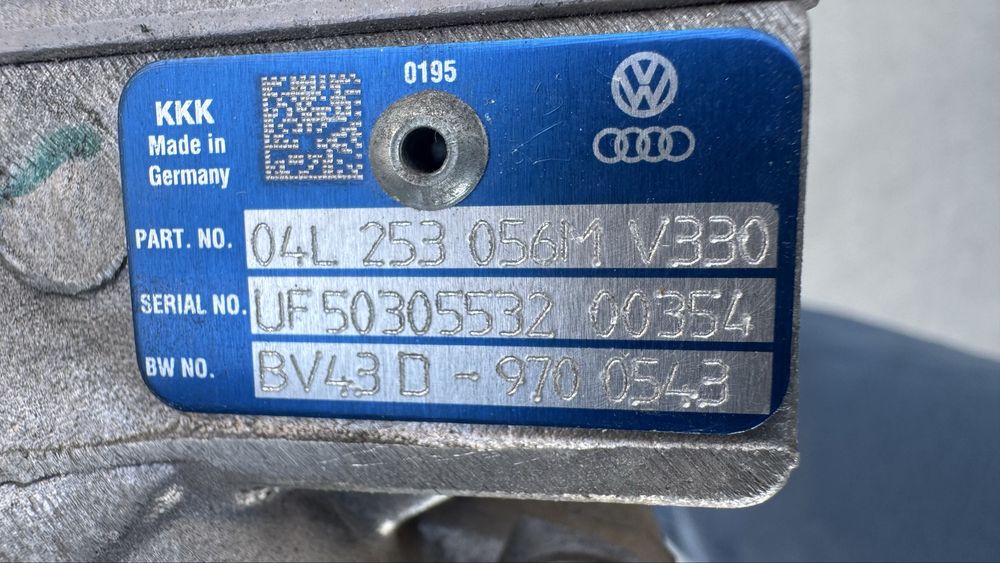 0195
KKK
Made in
Germany
PART. NO. 04L 253 056M V330
SERIAL NO. UF50305532 00354
BW NO. BV43 D - 970 0543